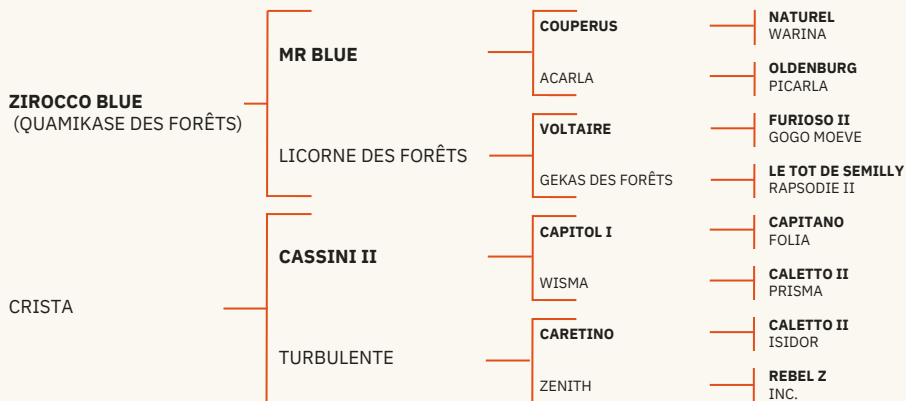 ZIROCCO BLUE
(QUAMIKASE DES FORÊTS)
CRISTA
MR BLUE
LICORNE DES FORÊTS
CASSINI II
TURBULENTE
COUPERUS
ACARLA
VOLTAIRE
GEKAS DES FORÊTS
CAPITOL I
WISMA
CARETINO
ZENITH
NATUREL
WARINA
OLDENBURG
PICARLA
FURIOSO II
GOGO MOEVE
LE TOT DE SEMILLY
RAPSODIE II
CAPITANO
FOLIA
CALETTO II
PRISMA
CALETTO II
ISIDOR
REBEL Z
INC.